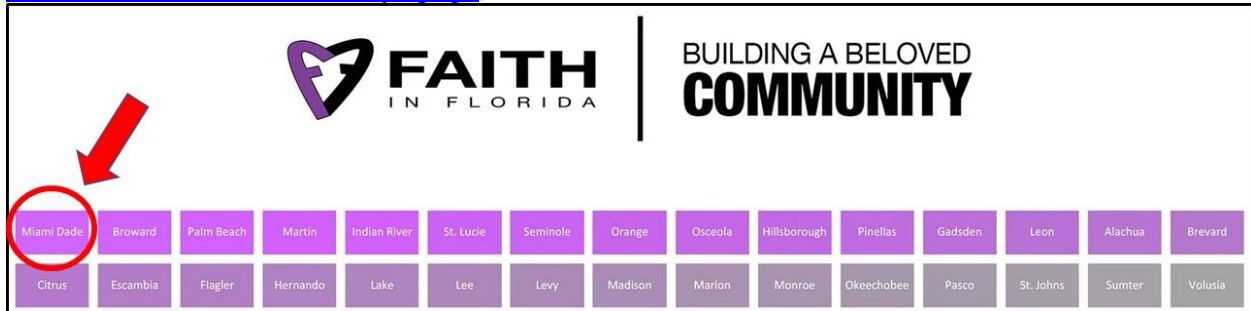 FAITH
IN FLORIDA
BUILDING A BELOVED
COMMUNITY
Miami Dade Broward Palm Beach Martin Indian River St. Lucie Seminole Orange Osceola Hillsborough Pinellas Gadsden Leon Alachua Brevard
Citrus Escambia Flagler Hernando Lake Lee Levy Madison Marion Monroe Okeechobee Pasco St. Johns Sumter Volusia